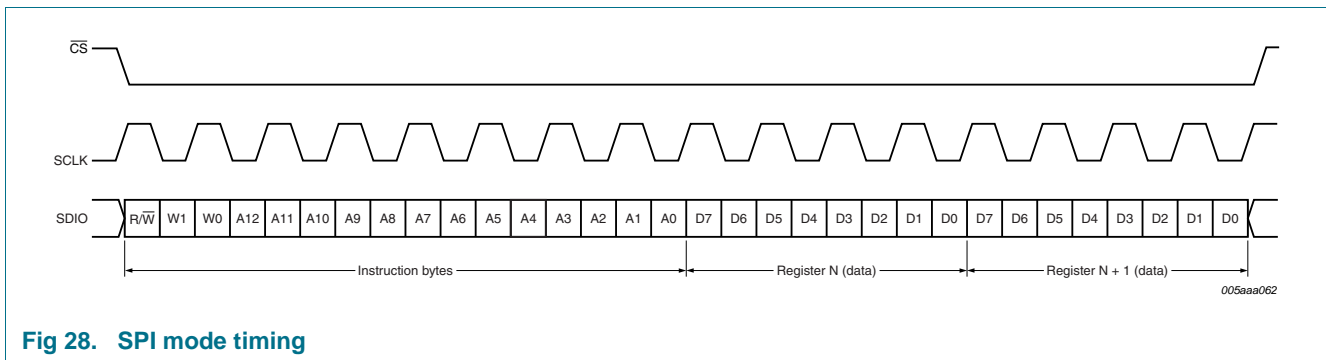 CS
SCLK
SDIO R/W W1 W0 A12 A11 A10 A9 A8 A7 A6 A5 A4 A3 A2 A1 A0 D7 D6 D5 D4 D3 D2 D1 D0 D7 D6 D5 D4 D3 D2 D1 D0
Instruction bytes Register N (data) Register N + 1 (data)
005aaa062
Fig 28. SPI mode timing